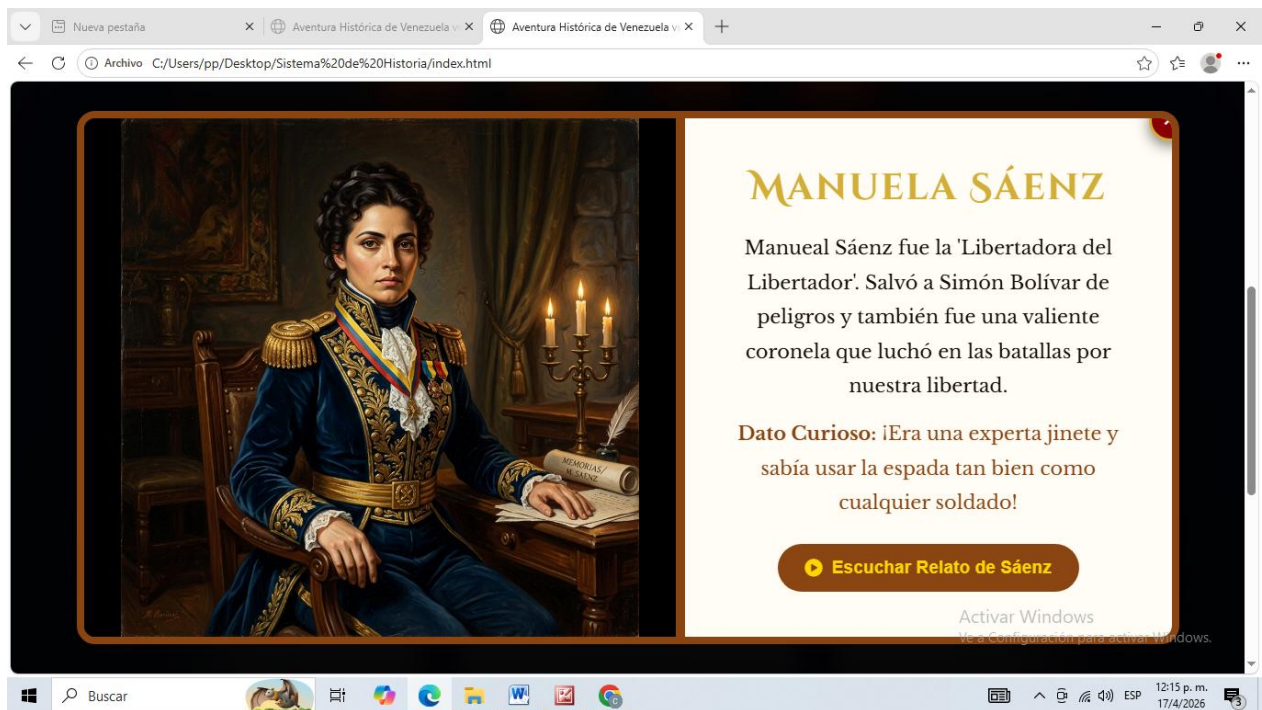 Nueva pestaña
Aventura Histórica de Venezuela
Aventura Histórica de Venezuela
Archivo C:/Users/pp/Desktop/Sistema%20de%20Historia/index.html
MEMORIAS/
M. SÁENZ
MANUELA SÁENZ
Manueal Sáenz fue la 'Libertadora del
Libertador'. Salvó a Simón Bolívar de
peligros y también fue una valiente
coronela que luchó en las batallas por
nuestra libertad.
Dato Curioso: ¡Era una experta jinete y
sabía usar la espada tan bien como
cualquier soldado!
Escuchar Relato de Sáenz
Activar Windows
Ve a Configuración para activar Windows.
Buscar
ESP
12:15 p. m.
17/4/2026
3